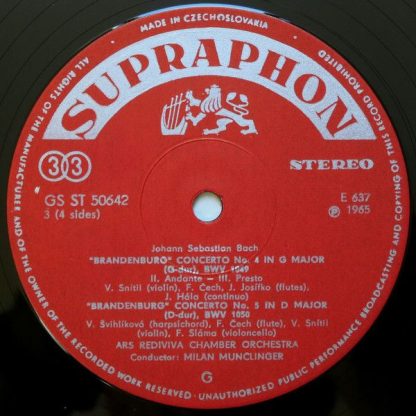 MADE IN CZECHOSLOVAKIA
SUPRAPHON
ALL RIGHTS OF THE MANUFACTURER AND OF THE OWNER OF THE RECORDED WORK RESERVED · UNAUTHORIZED PUBLIC PERFORMANCE BROADCASTING AND COPYING OF THIS RECORD PROHIBITED
33
STEREO
GS ST 50642
3 (4 sides)
E 637
Ⓟ 1965
Johann Sebastian Bach
"BRANDENBURG" CONCERTO No. 4 IN G MAJOR
(G-dur), BWV 1049
II. Andante — III. Presto
V. Snítil (violin), F. Čech, J. Josífko (flutes),
J. Hála (continuo)
"BRANDENBURG" CONCERTO No. 5 IN D MAJOR
(D-dur), BWV 1050
V. Švihlíková (harpsichord), F. Čech (flute), V. Snítil
(violin), F. Sláma (violoncello)
ARS REDIVIVA CHAMBER ORCHESTRA
Conductor: MILAN MUNCLINGER
G